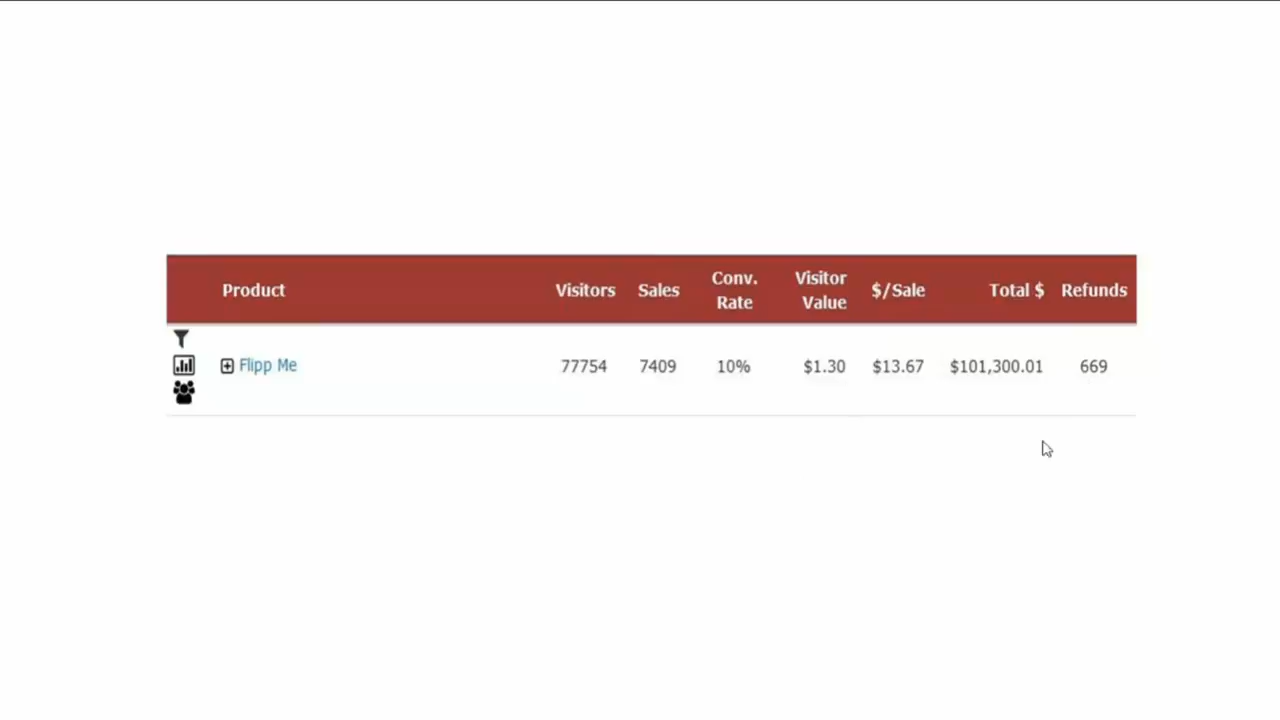 Product Visitors Sales Conv. Rate Visitor Value $/Sale Total $ Refunds
Flipp Me 77754 7409 10% $1.30 $13.67 $101,300.01 669